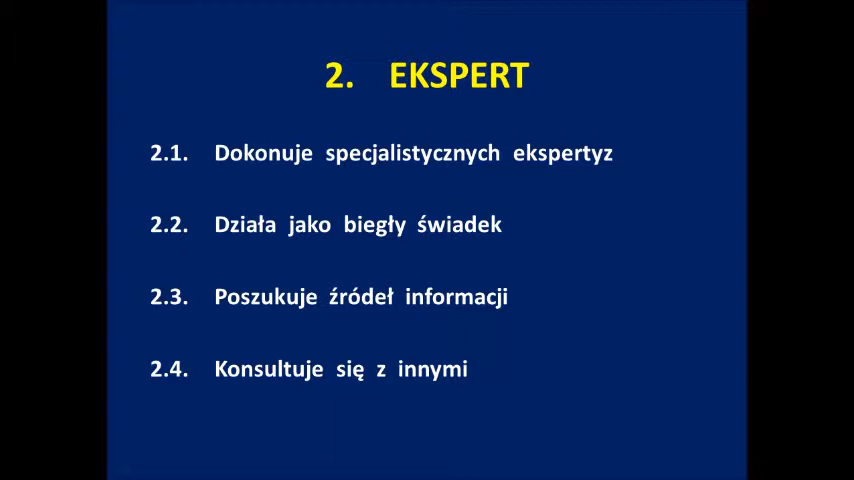 2. EKSPERT
2.1. Dokonuje specjalistycznych ekspertyz
2.2. Działa jako biegły świadek
2.3. Poszukuje źródeł informacji
2.4. Konsultuje się z innymi